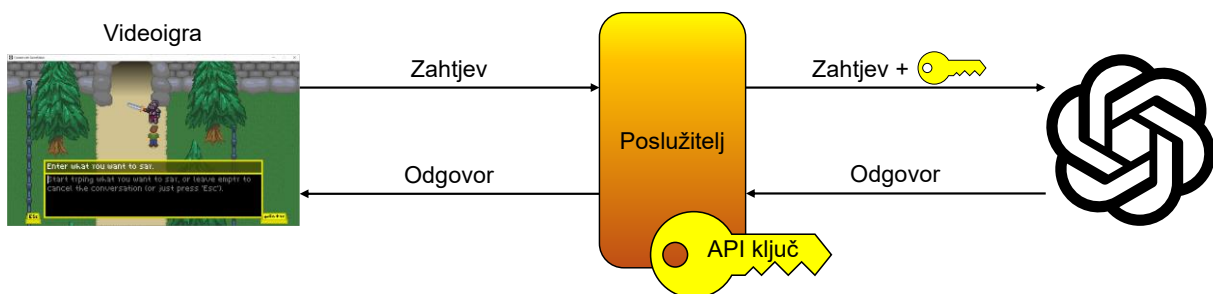 Videoigra
Zahtjev
Zahtjev +
Enter what you want to say.
Start typing what you want to say, or leave empty to
cancel the conversation (or just press 'Esc').
Esc
Poslužitelj
Odgovor
Odgovor
API ključ